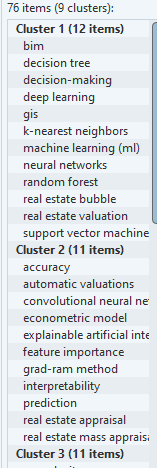 76 items (9 clusters):
Cluster 1 (12 items)
bim
decision tree
decision-making
deep learning
gis
k-nearest neighbors
machine learning (ml)
neural networks
random forest
real estate bubble
real estate valuation
support vector machine
Cluster 2 (11 items)
accuracy
automatic valuations
convolutional neural ne
econometric model
explainable artificial inte
feature importance
grad-ram method
interpretability
prediction
real estate appraisal
real estate mass appraisa
Cluster 3 (11 items)